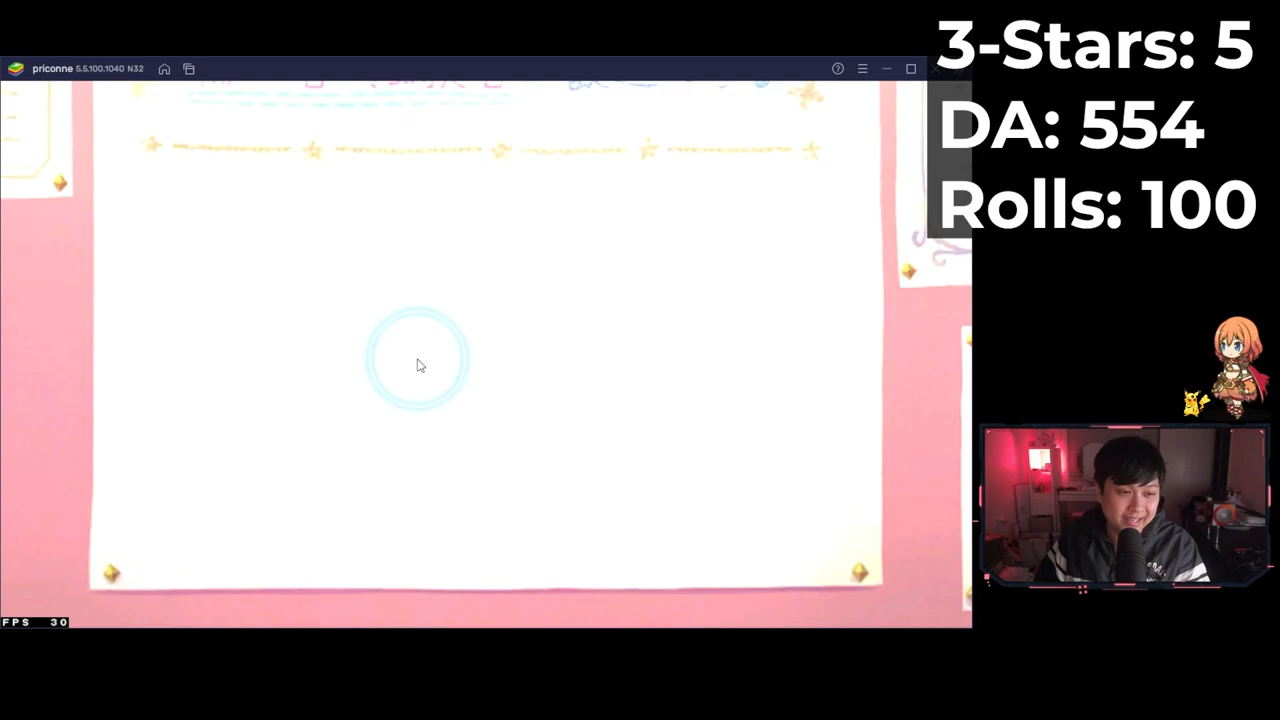 3-Stars: 5
priconne 5.5.100.1040 N32
DA: 554
Rolls: 100
FPS 30